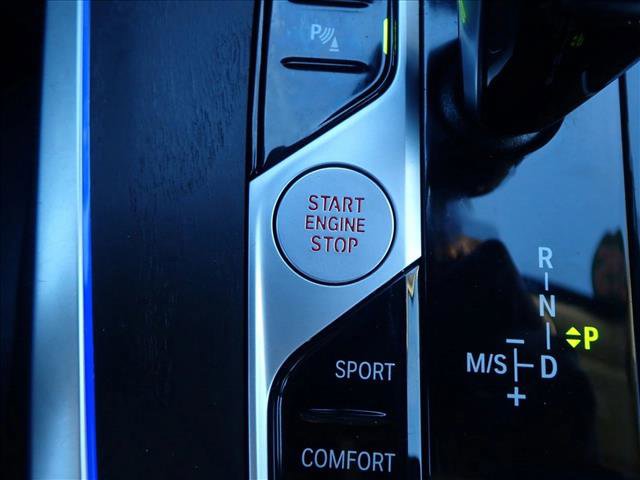 P
START
ENGINE
STOP
SPORT
COMFORT
R
N
P
M/S
D
+